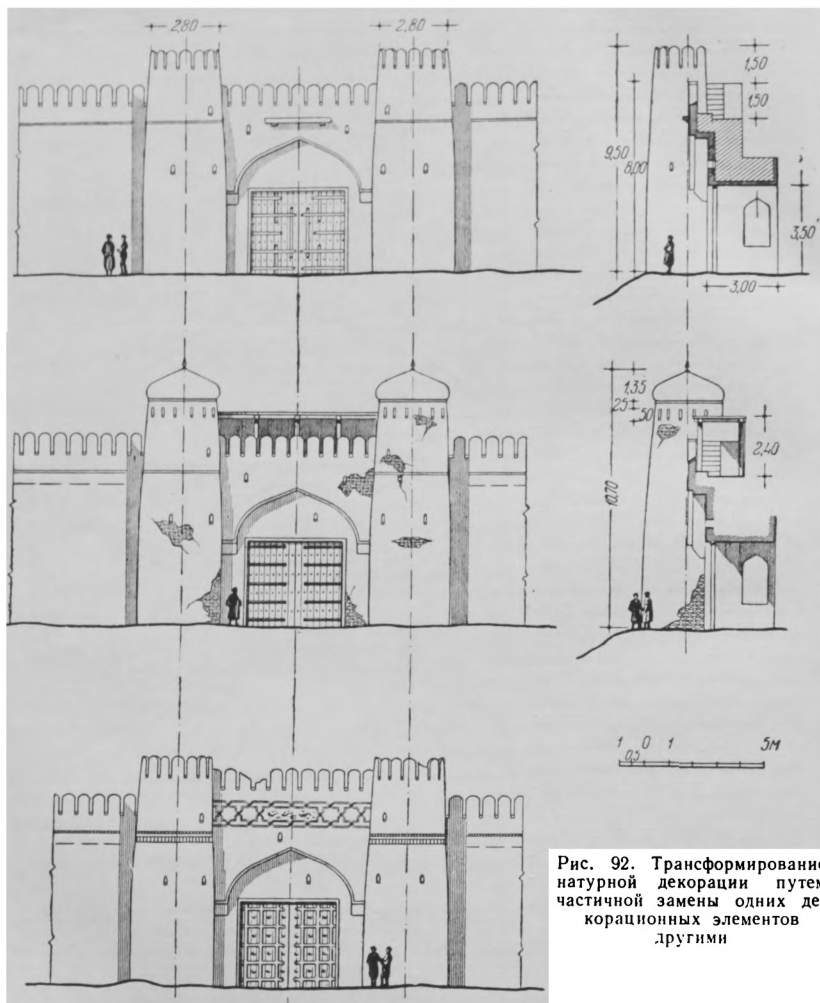 2,80
2,80
1,50
1,50
9,50
8,00
3,50
3,00
1,35
25
50
2,40
10,70
1 0 1 5м
0,5
Рис. 92. Трансформирование
натурной декорации путем
частичной замены одних де-
корационных элементов
другими